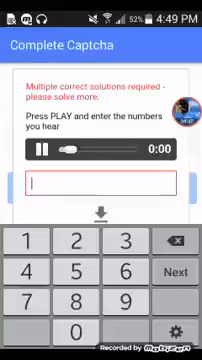 52% 4:49 PM
Complete Captcha
Multiple correct solutions required -
please solve more.
Press PLAY and enter the numbers
you hear
0:00
1 2 3
4 5 6 Next
7 8 9
0
Recorded by Mobizen